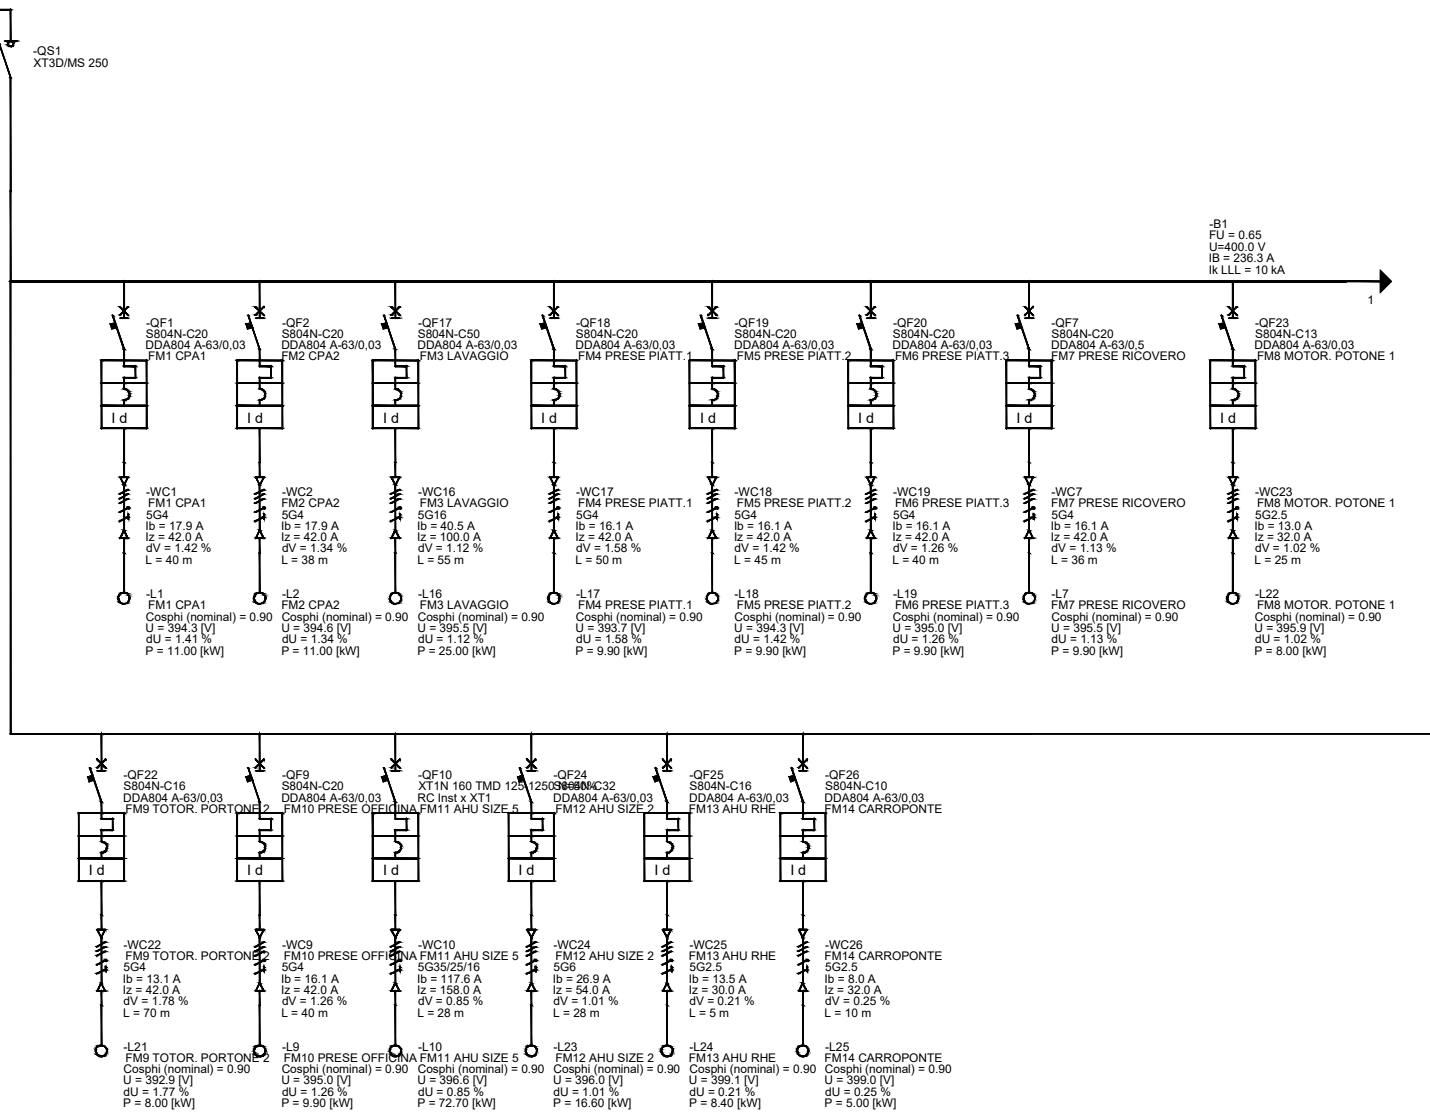 -QS1
XT3D/MS 250
-B1
FU = 0.65
U=400.0 V
IB = 236.3 A
Ik LLL = 10 kA
1
-QF1
S804N-C20
DDA804 A-63/0,03
FM1 CPA1
Id
-QF2
S804N-C20
DDA804 A-63/0,03
FM2 CPA2
Id
-QF17
S804N-C50
DDA804 A-63/0,03
FM3 LAVAGGIO
Id
-QF18
S804N-C20
DDA804 A-63/0,03
FM4 PRESE PIATT.1
Id
-QF19
S804N-C20
DDA804 A-63/0,03
FM5 PRESE PIATT.2
Id
-QF20
S804N-C20
DDA804 A-63/0,03
FM6 PRESE PIATT.3
Id
-QF7
S804N-C20
DDA804 A-63/0,5
FM7 PRESE RICOVERO
Id
-QF23
S804N-C13
DDA804 A-63/0,03
FM8 MOTOR. POTONE 1
Id
-WC1
FM1 CPA1
5G4
Ib = 17.9 A
Iz = 42.0 A
dV = 1.42 %
L = 40 m
-WC2
FM2 CPA2
5G4
Ib = 17.9 A
Iz = 42.0 A
dV = 1.34 %
L = 38 m
-WC16
FM3 LAVAGGIO
5G16
Ib = 40.5 A
Iz = 100.0 A
dV = 1.12 %
L = 55 m
-WC17
FM4 PRESE PIATT.1
5G4
Ib = 16.1 A
Iz = 42.0 A
dV = 1.58 %
L = 50 m
-WC18
FM5 PRESE PIATT.2
5G4
Ib = 16.1 A
Iz = 42.0 A
dV = 1.42 %
L = 45 m
-WC19
FM6 PRESE PIATT.3
5G4
Ib = 16.1 A
Iz = 42.0 A
dV = 1.26 %
L = 40 m
-WC7
FM7 PRESE RICOVERO
5G4
Ib = 16.1 A
Iz = 42.0 A
dV = 1.13 %
L = 36 m
-WC23
FM8 MOTOR. POTONE 1
5G2.5
Ib = 13.0 A
Iz = 32.0 A
dV = 1.02 %
L = 25 m
-L1
FM1 CPA1
Cosphi (nominal) = 0.90
U = 394.3 [V]
dU = 1.41 %
P = 11.00 [kW]
-L2
FM2 CPA2
Cosphi (nominal) = 0.90
U = 394.6 [V]
dU = 1.34 %
P = 11.00 [kW]
-L16
FM3 LAVAGGIO
Cosphi (nominal) = 0.90
U = 395.5 [V]
dU = 1.12 %
P = 25.00 [kW]
-L17
FM4 PRESE PIATT.1
Cosphi (nominal) = 0.90
U = 393.7 [V]
dU = 1.58 %
P = 9.90 [kW]
-L18
FM5 PRESE PIATT.2
Cosphi (nominal) = 0.90
U = 394.3 [V]
dU = 1.42 %
P = 9.90 [kW]
-L19
FM6 PRESE PIATT.3
Cosphi (nominal) = 0.90
U = 395.0 [V]
dU = 1.26 %
P = 9.90 [kW]
-L7
FM7 PRESE RICOVERO
Cosphi (nominal) = 0.90
U = 395.5 [V]
dU = 1.13 %
P = 9.90 [kW]
-L22
FM8 MOTOR. POTONE 1
Cosphi (nominal) = 0.90
U = 395.9 [V]
dU = 1.02 %
P = 8.00 [kW]
-QF22
S804N-C16
DDA804 A-63/0,03
FM9 TOTOR. PORTONE 2
Id
-QF9
S804N-C20
DDA804 A-63/0,03
FM10 PRESE OFFICINA
Id
-QF10
XT1N 160 TMD 125-1250
RC Inst x XT1
FM11 AHU SIZE 5
Id
-QF24
S804N-C32
DDA804 A-63/0,03
FM12 AHU SIZE 2
Id
-QF25
S804N-C16
DDA804 A-63/0,03
FM13 AHU RHE
Id
-QF26
S804N-C10
DDA804 A-63/0,03
FM14 CARROPONTE
Id
-WC22
FM9 TOTOR. PORTONE 2
5G4
Ib = 13.1 A
Iz = 42.0 A
dV = 1.78 %
L = 70 m
-WC9
FM10 PRESE OFFICINA
5G4
Ib = 16.1 A
Iz = 42.0 A
dV = 1.26 %
L = 40 m
-WC10
FM11 AHU SIZE 5
5G35/25/16
Ib = 117.6 A
Iz = 158.0 A
dV = 0.85 %
L = 28 m
-WC24
FM12 AHU SIZE 2
5G6
Ib = 26.9 A
Iz = 54.0 A
dV = 1.01 %
L = 28 m
-WC25
FM13 AHU RHE
5G2.5
Ib = 13.5 A
Iz = 30.0 A
dV = 0.21 %
L = 5 m
-WC26
FM14 CARROPONTE
5G2.5
Ib = 8.0 A
Iz = 32.0 A
dV = 0.25 %
L = 10 m
-L21
FM9 TOTOR. PORTONE 2
Cosphi (nominal) = 0.90
U = 392.9 [V]
dU = 1.77 %
P = 8.00 [kW]
-L9
FM10 PRESE OFFICINA
Cosphi (nominal) = 0.90
U = 395.0 [V]
dU = 1.26 %
P = 9.90 [kW]
-L10
FM11 AHU SIZE 5
Cosphi (nominal) = 0.90
U = 396.6 [V]
dU = 0.85 %
P = 72.70 [kW]
-L23
FM12 AHU SIZE 2
Cosphi (nominal) = 0.90
U = 396.0 [V]
dU = 1.01 %
P = 16.60 [kW]
-L24
FM13 AHU RHE
Cosphi (nominal) = 0.90
U = 399.1 [V]
dU = 0.21 %
P = 8.40 [kW]
-L25
FM14 CARROPONTE
Cosphi (nominal) = 0.90
U = 399.0 [V]
dU = 0.25 %
P = 5.00 [kW]